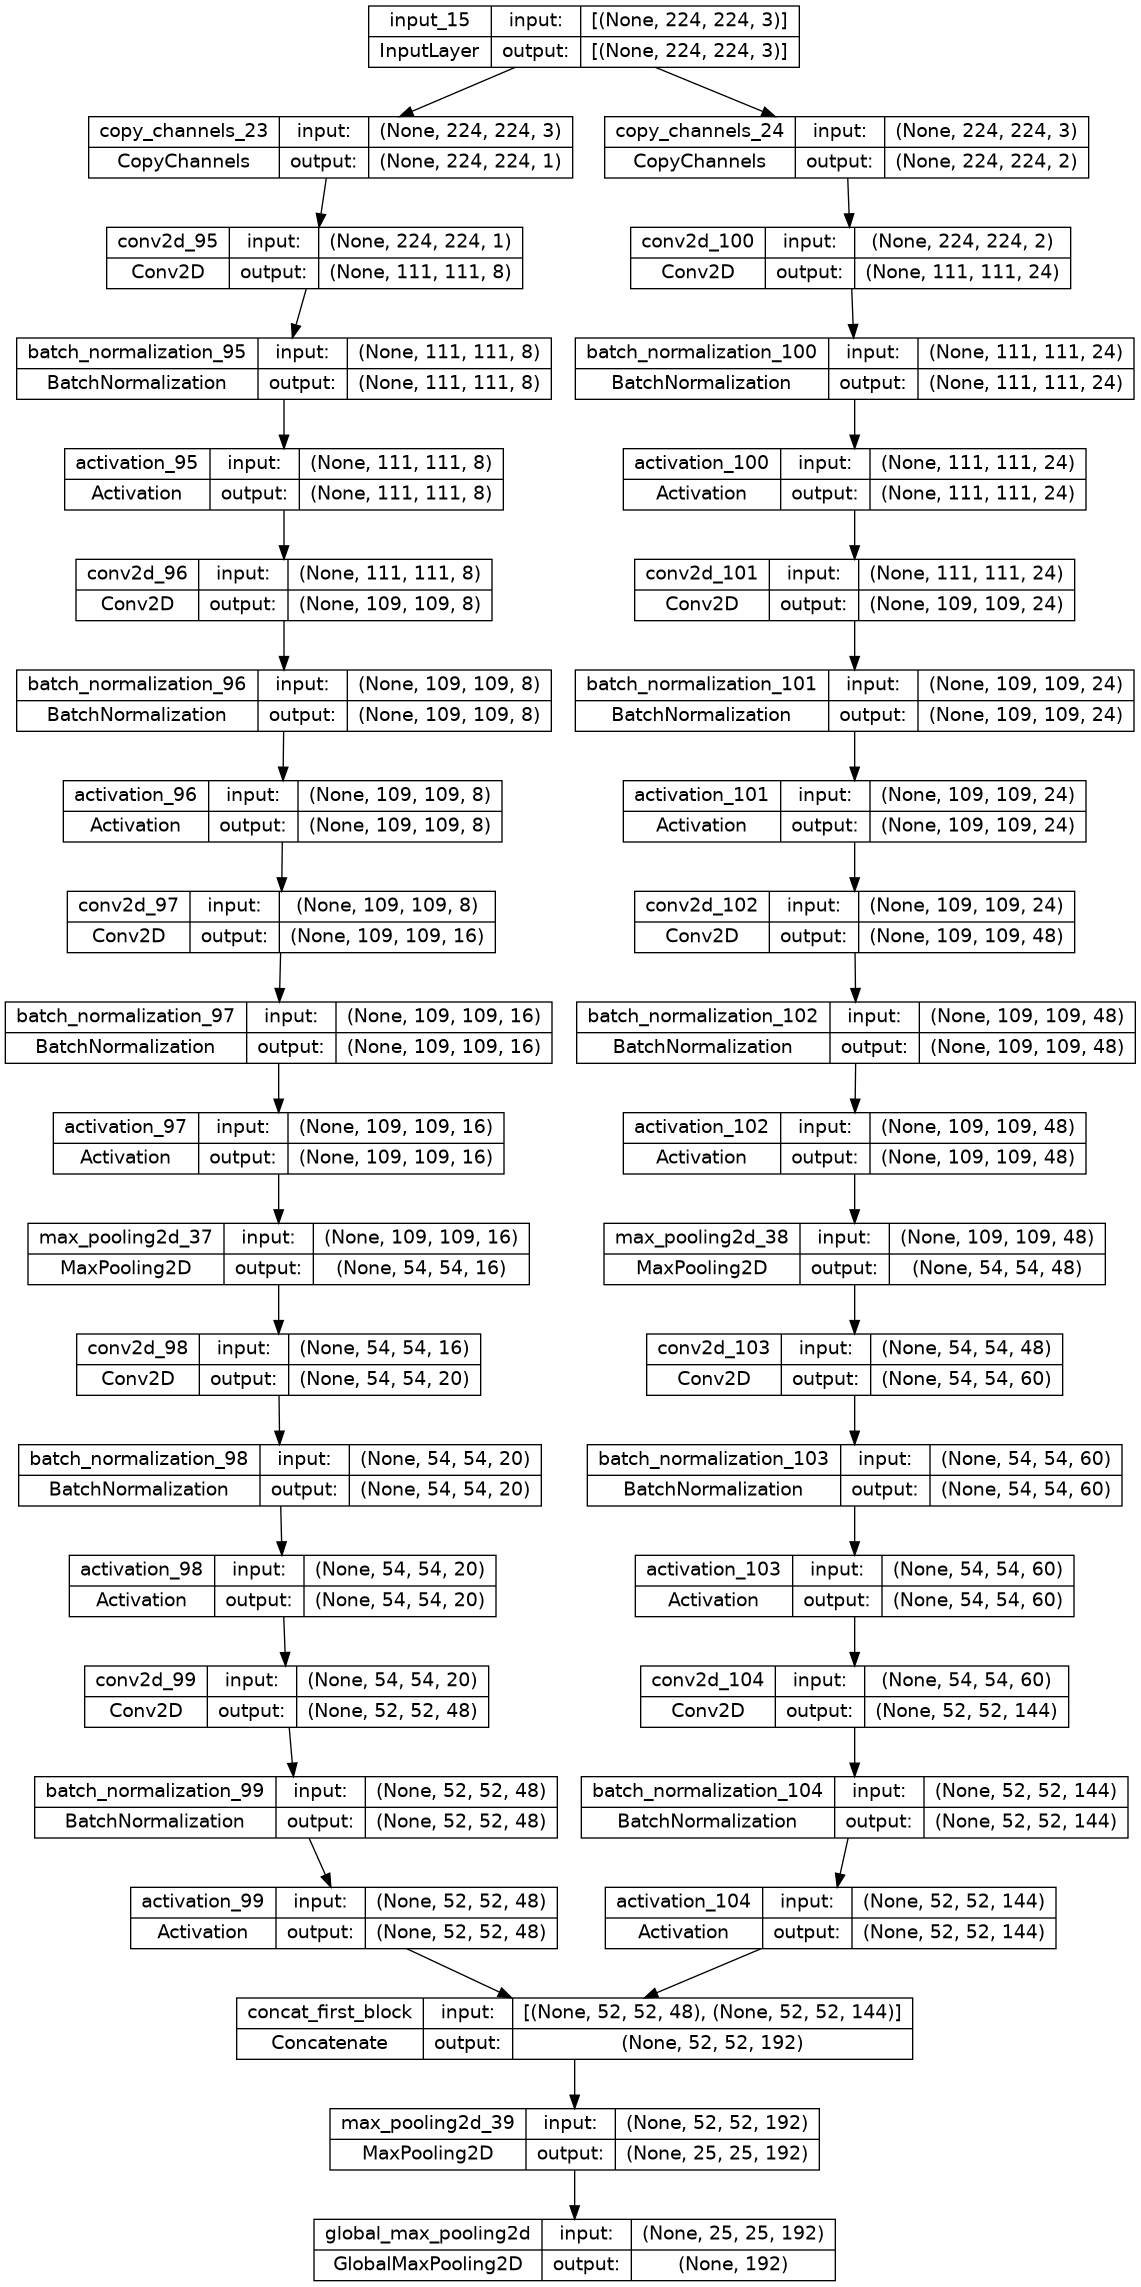 input_15 input: [(None, 224, 224, 3)]
InputLayer output: [(None, 224, 224, 3)]
copy_channels_23 input: (None, 224, 224, 3)
CopyChannels output: (None, 224, 224, 1)
copy_channels_24 input: (None, 224, 224, 3)
CopyChannels output: (None, 224, 224, 2)
conv2d_95 input: (None, 224, 224, 1)
Conv2D output: (None, 111, 111, 8)
conv2d_100 input: (None, 224, 224, 2)
Conv2D output: (None, 111, 111, 24)
batch_normalization_95 input: (None, 111, 111, 8)
BatchNormalization output: (None, 111, 111, 8)
batch_normalization_100 input: (None, 111, 111, 24)
BatchNormalization output: (None, 111, 111, 24)
activation_95 input: (None, 111, 111, 8)
Activation output: (None, 111, 111, 8)
activation_100 input: (None, 111, 111, 24)
Activation output: (None, 111, 111, 24)
conv2d_96 input: (None, 111, 111, 8)
Conv2D output: (None, 109, 109, 8)
conv2d_101 input: (None, 111, 111, 24)
Conv2D output: (None, 109, 109, 24)
batch_normalization_96 input: (None, 109, 109, 8)
BatchNormalization output: (None, 109, 109, 8)
batch_normalization_101 input: (None, 109, 109, 24)
BatchNormalization output: (None, 109, 109, 24)
activation_96 input: (None, 109, 109, 8)
Activation output: (None, 109, 109, 8)
activation_101 input: (None, 109, 109, 24)
Activation output: (None, 109, 109, 24)
conv2d_97 input: (None, 109, 109, 8)
Conv2D output: (None, 109, 109, 16)
conv2d_102 input: (None, 109, 109, 24)
Conv2D output: (None, 109, 109, 48)
batch_normalization_97 input: (None, 109, 109, 16)
BatchNormalization output: (None, 109, 109, 16)
batch_normalization_102 input: (None, 109, 109, 48)
BatchNormalization output: (None, 109, 109, 48)
activation_97 input: (None, 109, 109, 16)
Activation output: (None, 109, 109, 16)
activation_102 input: (None, 109, 109, 48)
Activation output: (None, 109, 109, 48)
max_pooling2d_37 input: (None, 109, 109, 16)
MaxPooling2D output: (None, 54, 54, 16)
max_pooling2d_38 input: (None, 109, 109, 48)
MaxPooling2D output: (None, 54, 54, 48)
conv2d_98 input: (None, 54, 54, 16)
Conv2D output: (None, 54, 54, 20)
conv2d_103 input: (None, 54, 54, 48)
Conv2D output: (None, 54, 54, 60)
batch_normalization_98 input: (None, 54, 54, 20)
BatchNormalization output: (None, 54, 54, 20)
batch_normalization_103 input: (None, 54, 54, 60)
BatchNormalization output: (None, 54, 54, 60)
activation_98 input: (None, 54, 54, 20)
Activation output: (None, 54, 54, 20)
activation_103 input: (None, 54, 54, 60)
Activation output: (None, 54, 54, 60)
conv2d_99 input: (None, 54, 54, 20)
Conv2D output: (None, 52, 52, 48)
conv2d_104 input: (None, 54, 54, 60)
Conv2D output: (None, 52, 52, 144)
batch_normalization_99 input: (None, 52, 52, 48)
BatchNormalization output: (None, 52, 52, 48)
batch_normalization_104 input: (None, 52, 52, 144)
BatchNormalization output: (None, 52, 52, 144)
activation_99 input: (None, 52, 52, 48)
Activation output: (None, 52, 52, 48)
activation_104 input: (None, 52, 52, 144)
Activation output: (None, 52, 52, 144)
concat_first_block input: [(None, 52, 52, 48), (None, 52, 52, 144)]
Concatenate output: (None, 52, 52, 192)
max_pooling2d_39 input: (None, 52, 52, 192)
MaxPooling2D output: (None, 25, 25, 192)
global_max_pooling2d input: (None, 25, 25, 192)
GlobalMaxPooling2D output: (None, 192)